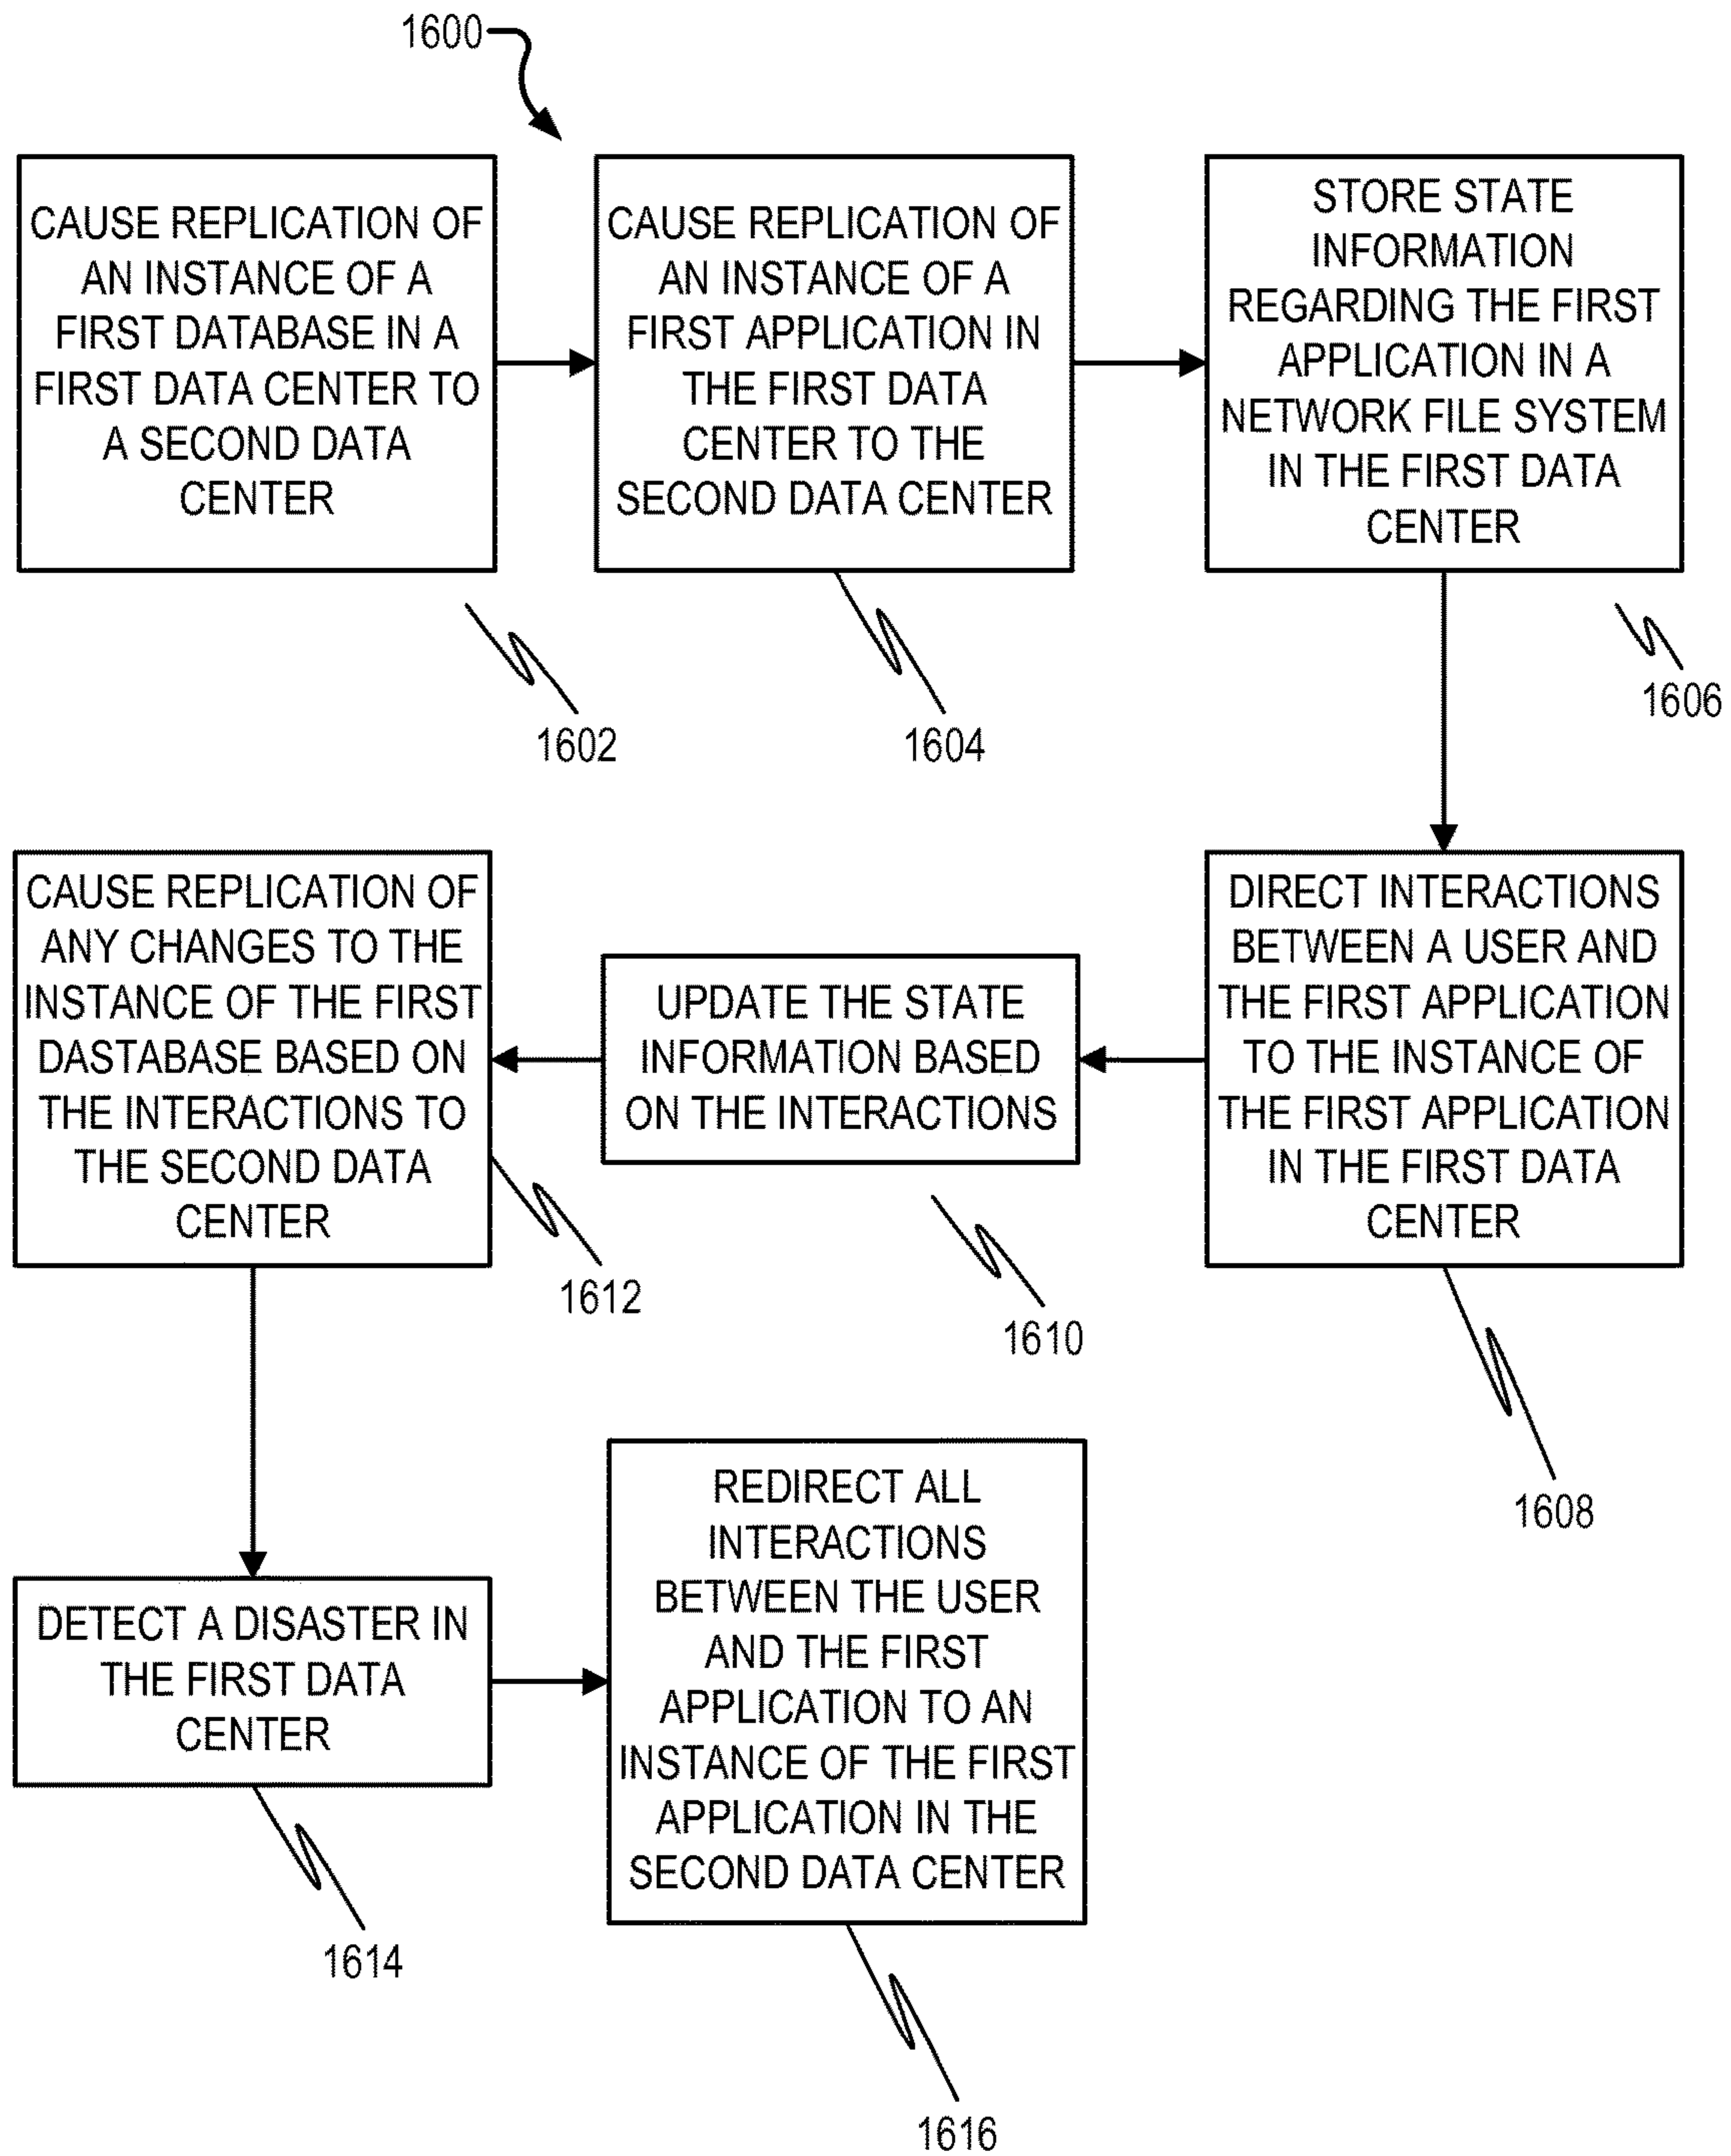 1600
CAUSE REPLICATION OF
AN INSTANCE OF A
FIRST DATABASE IN A
FIRST DATA CENTER TO
A SECOND DATA
CENTER
1602
CAUSE REPLICATION OF
AN INSTANCE OF A
FIRST APPLICATION IN
THE FIRST DATA
CENTER TO THE
SECOND DATA CENTER
1604
STORE STATE
INFORMATION
REGARDING THE FIRST
APPLICATION IN A
NETWORK FILE SYSTEM
IN THE FIRST DATA
CENTER
1606
DIRECT INTERACTIONS
BETWEEN A USER AND
THE FIRST APPLICATION
TO THE INSTANCE OF
THE FIRST APPLICATION
IN THE FIRST DATA
CENTER
1608
UPDATE THE STATE
INFORMATION BASED
ON THE INTERACTIONS
1610
CAUSE REPLICATION OF
ANY CHANGES TO THE
INSTANCE OF THE FIRST
DASTABASE BASED ON
THE INTERACTIONS TO
THE SECOND DATA
CENTER
1612
DETECT A DISASTER IN
THE FIRST DATA
CENTER
1614
REDIRECT ALL
INTERACTIONS
BETWEEN THE USER
AND THE FIRST
APPLICATION TO AN
INSTANCE OF THE FIRST
APPLICATION IN THE
SECOND DATA CENTER
1616